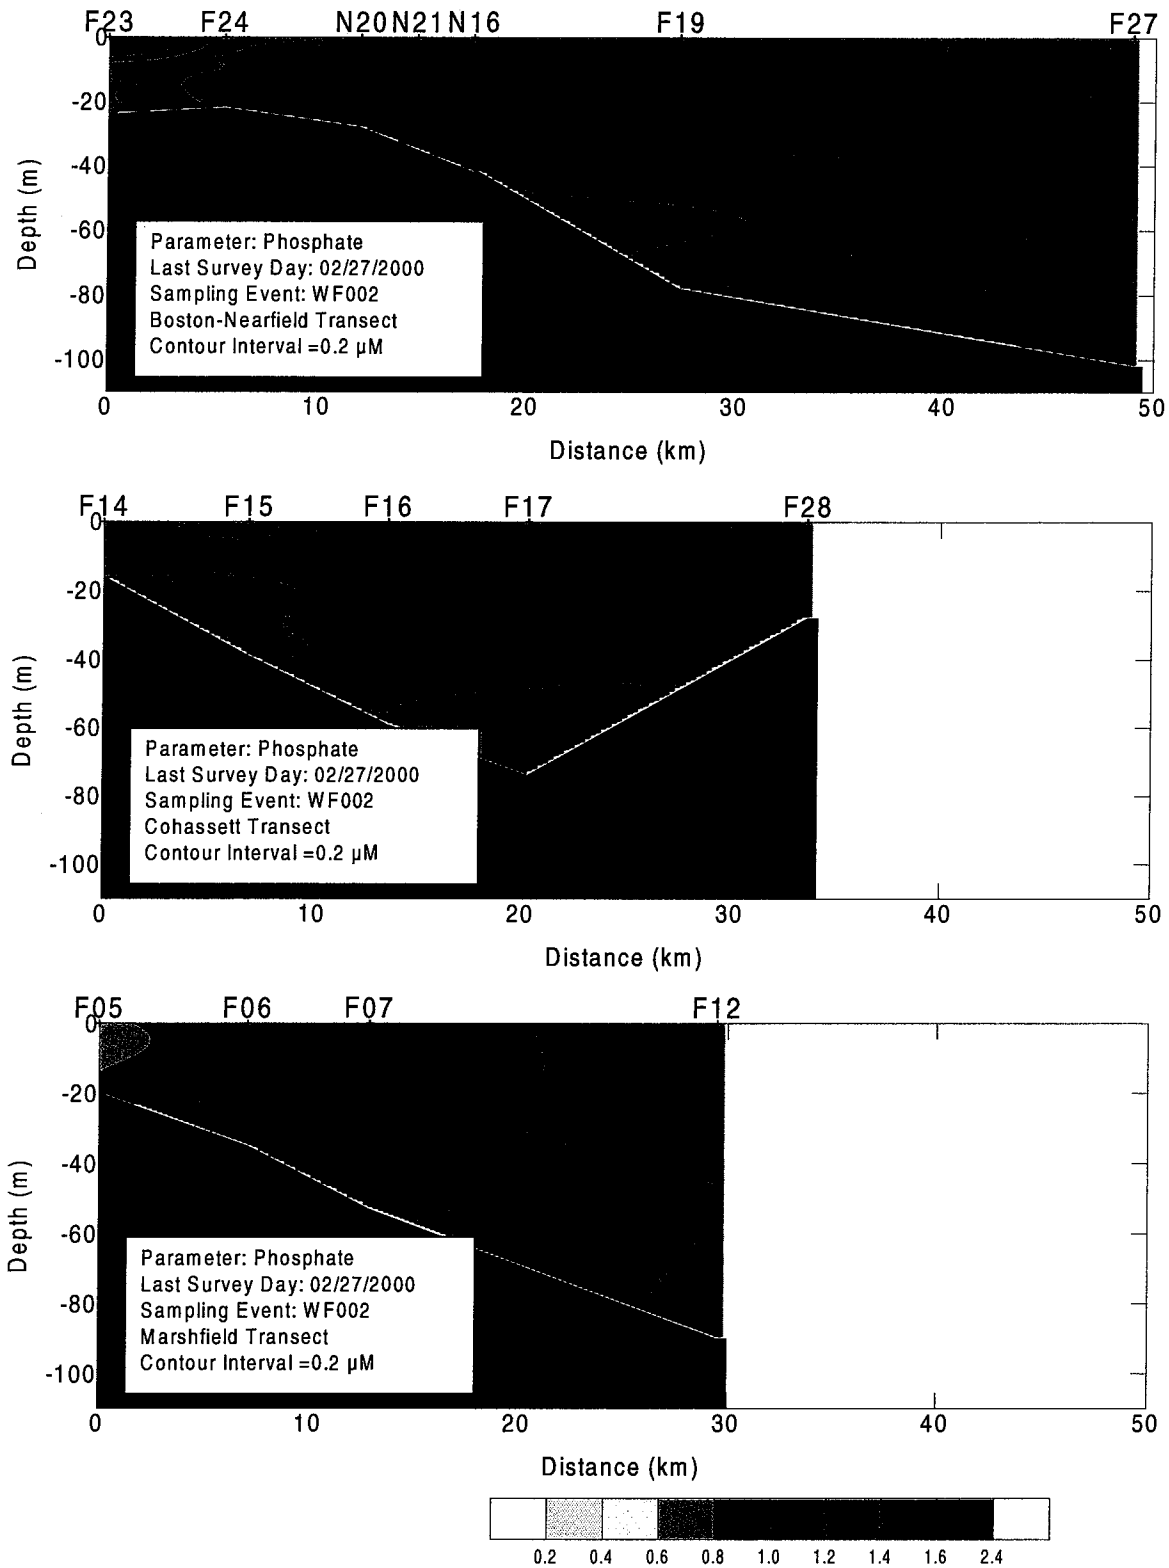 F23 F24 N20 N21 N16 F19 F27
0
-20
-40
-60
-80
-100
Depth (m)
Parameter: Phosphate
Last Survey Day: 02/27/2000
Sampling Event: WF002
Boston-Nearfield Transect
Contour Interval =0.2 µM
0 10 20 30 40 50
Distance (km)
F14 F15 F16 F17 F28
0
-20
-40
-60
-80
-100
Depth (m)
Parameter: Phosphate
Last Survey Day: 02/27/2000
Sampling Event: WF002
Cohassett Transect
Contour Interval =0.2 µM
0 10 20 30 40 50
Distance (km)
F05 F06 F07 F12
0
-20
-40
-60
-80
-100
Depth (m)
Parameter: Phosphate
Last Survey Day: 02/27/2000
Sampling Event: WF002
Marshfield Transect
Contour Interval =0.2 µM
0 10 20 30 40 50
Distance (km)
0.2 0.4 0.6 0.8 1.0 1.2 1.4 1.6 2.4